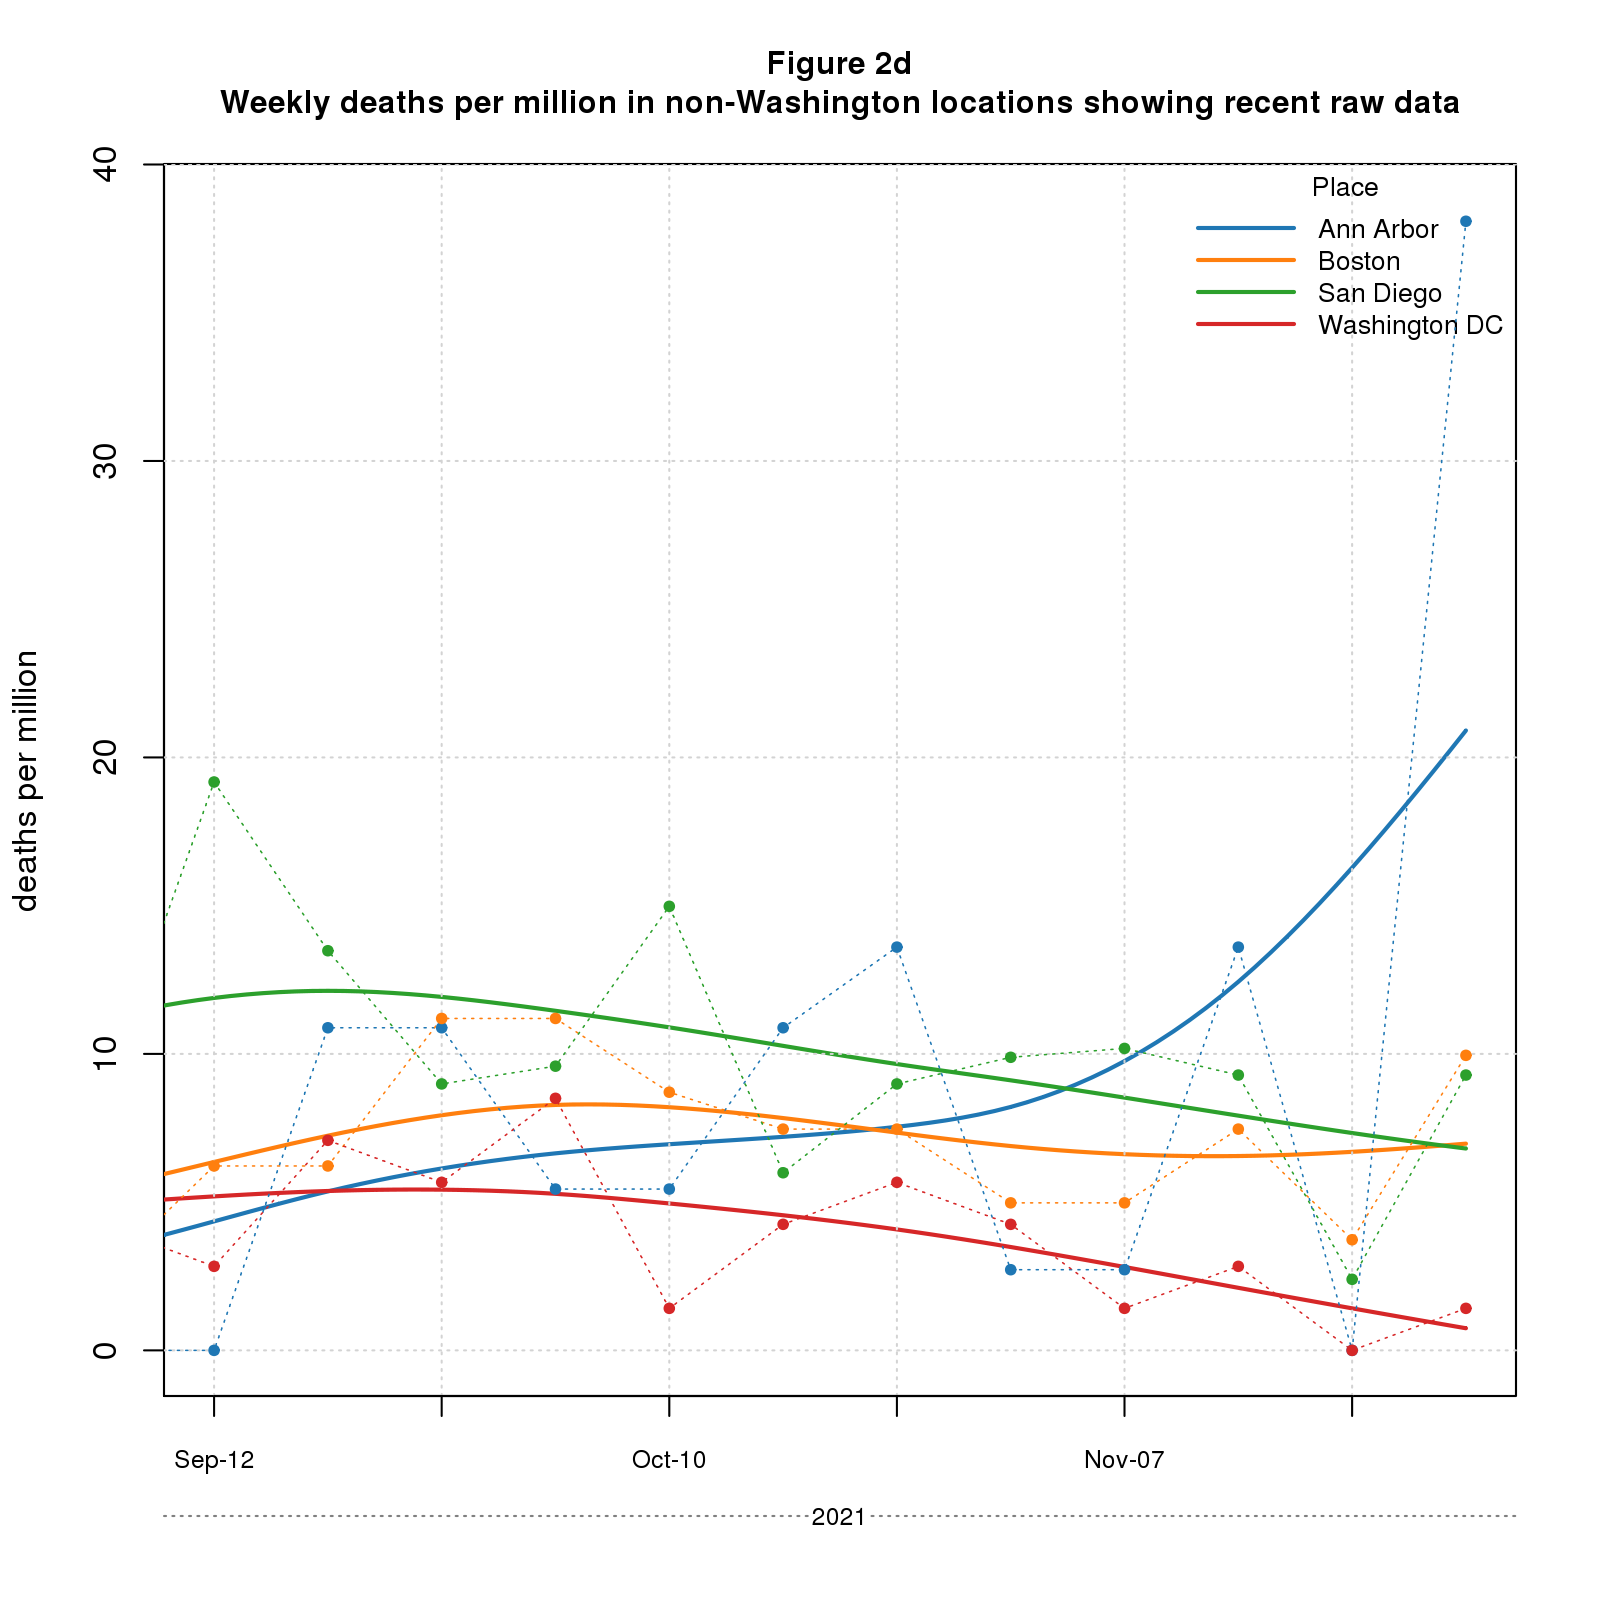 Figure 2d
Weekly deaths per million in non-Washington locations showing recent raw data
deaths per million
40
30
20
10
0
Place
Ann Arbor
Boston
San Diego
Washington DC
Sep-12
Oct-10
Nov-07
2021